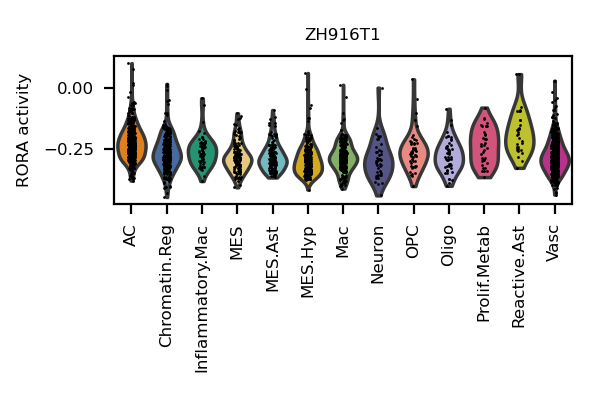 ZH916T1
RORA activity
0.00
−0.25
AC
Chromatin.Reg
Inflammatory.Mac
MES
MES.Ast
MES.Hyp
Mac
Neuron
OPC
Oligo
Prolif.Metab
Reactive.Ast
Vasc